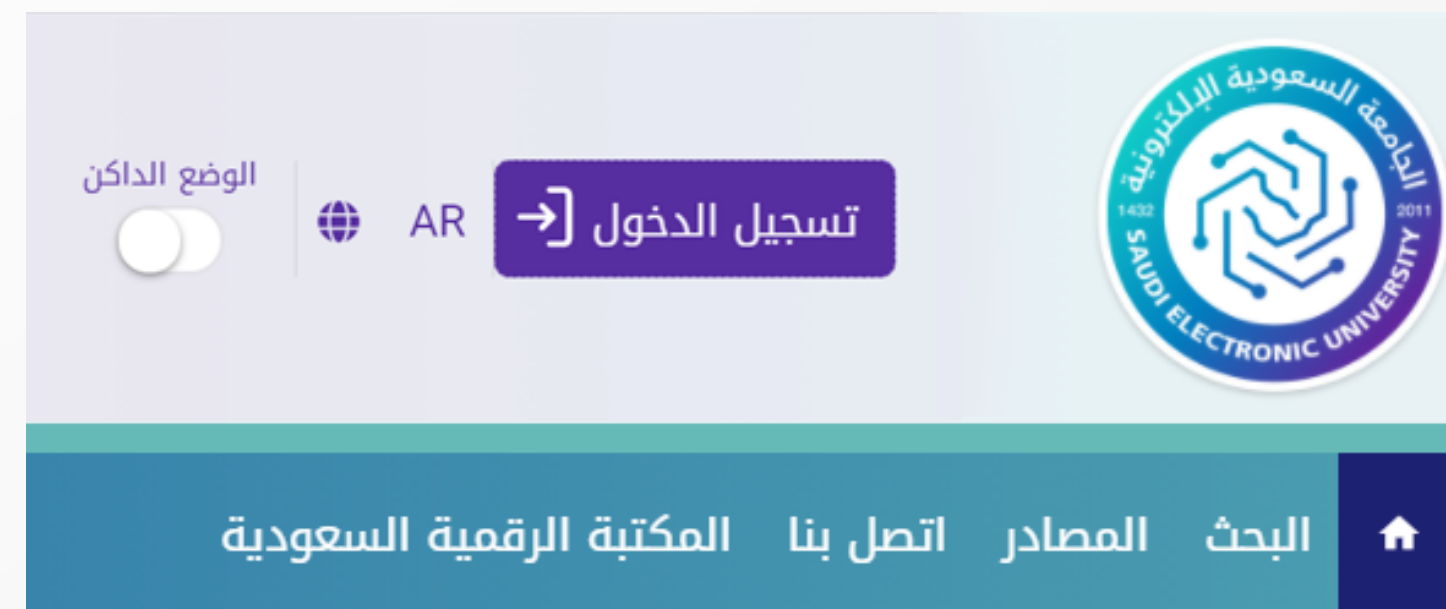 الجامعة السعودية الإلكترونية
1432 2011
SAUDI ELECTRONIC UNIVERSITY
تسجيل الدخول
AR
الوضع الداكن
البحث المصادر اتصل بنا المكتبة الرقمية السعودية